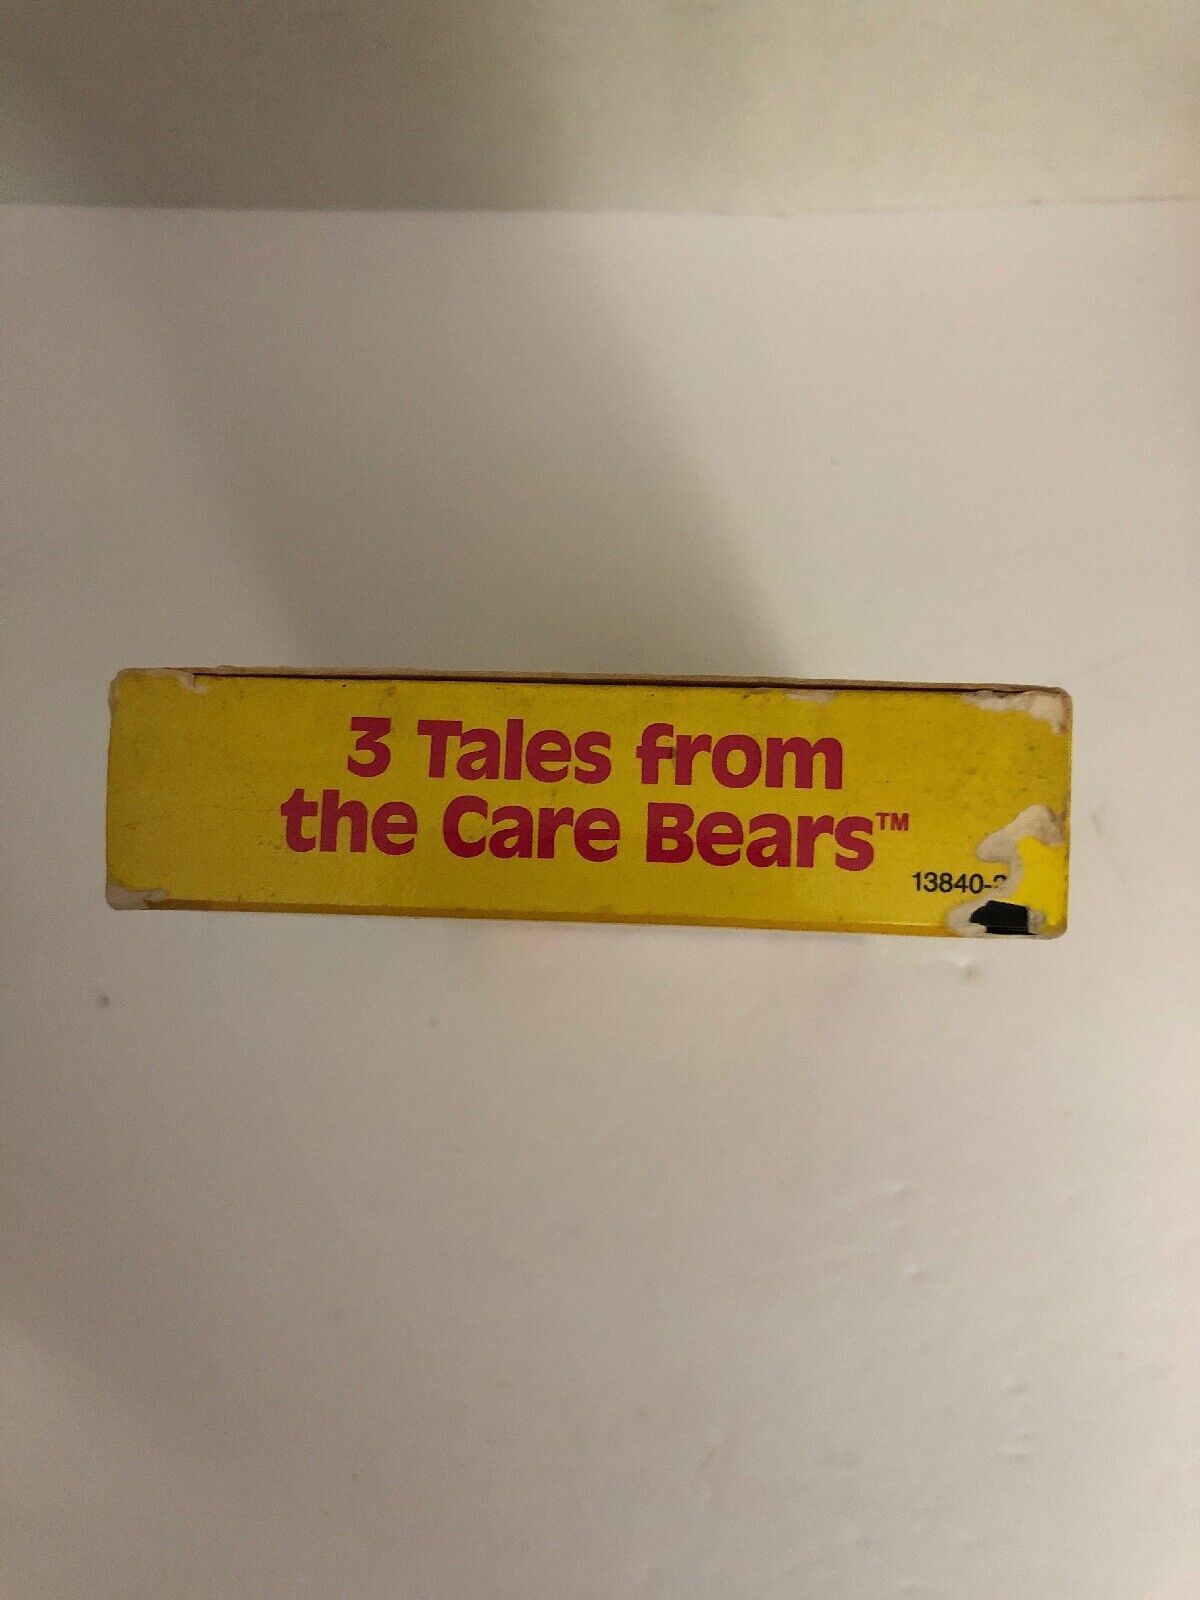 3 Tales from
the Care Bears™
13840-